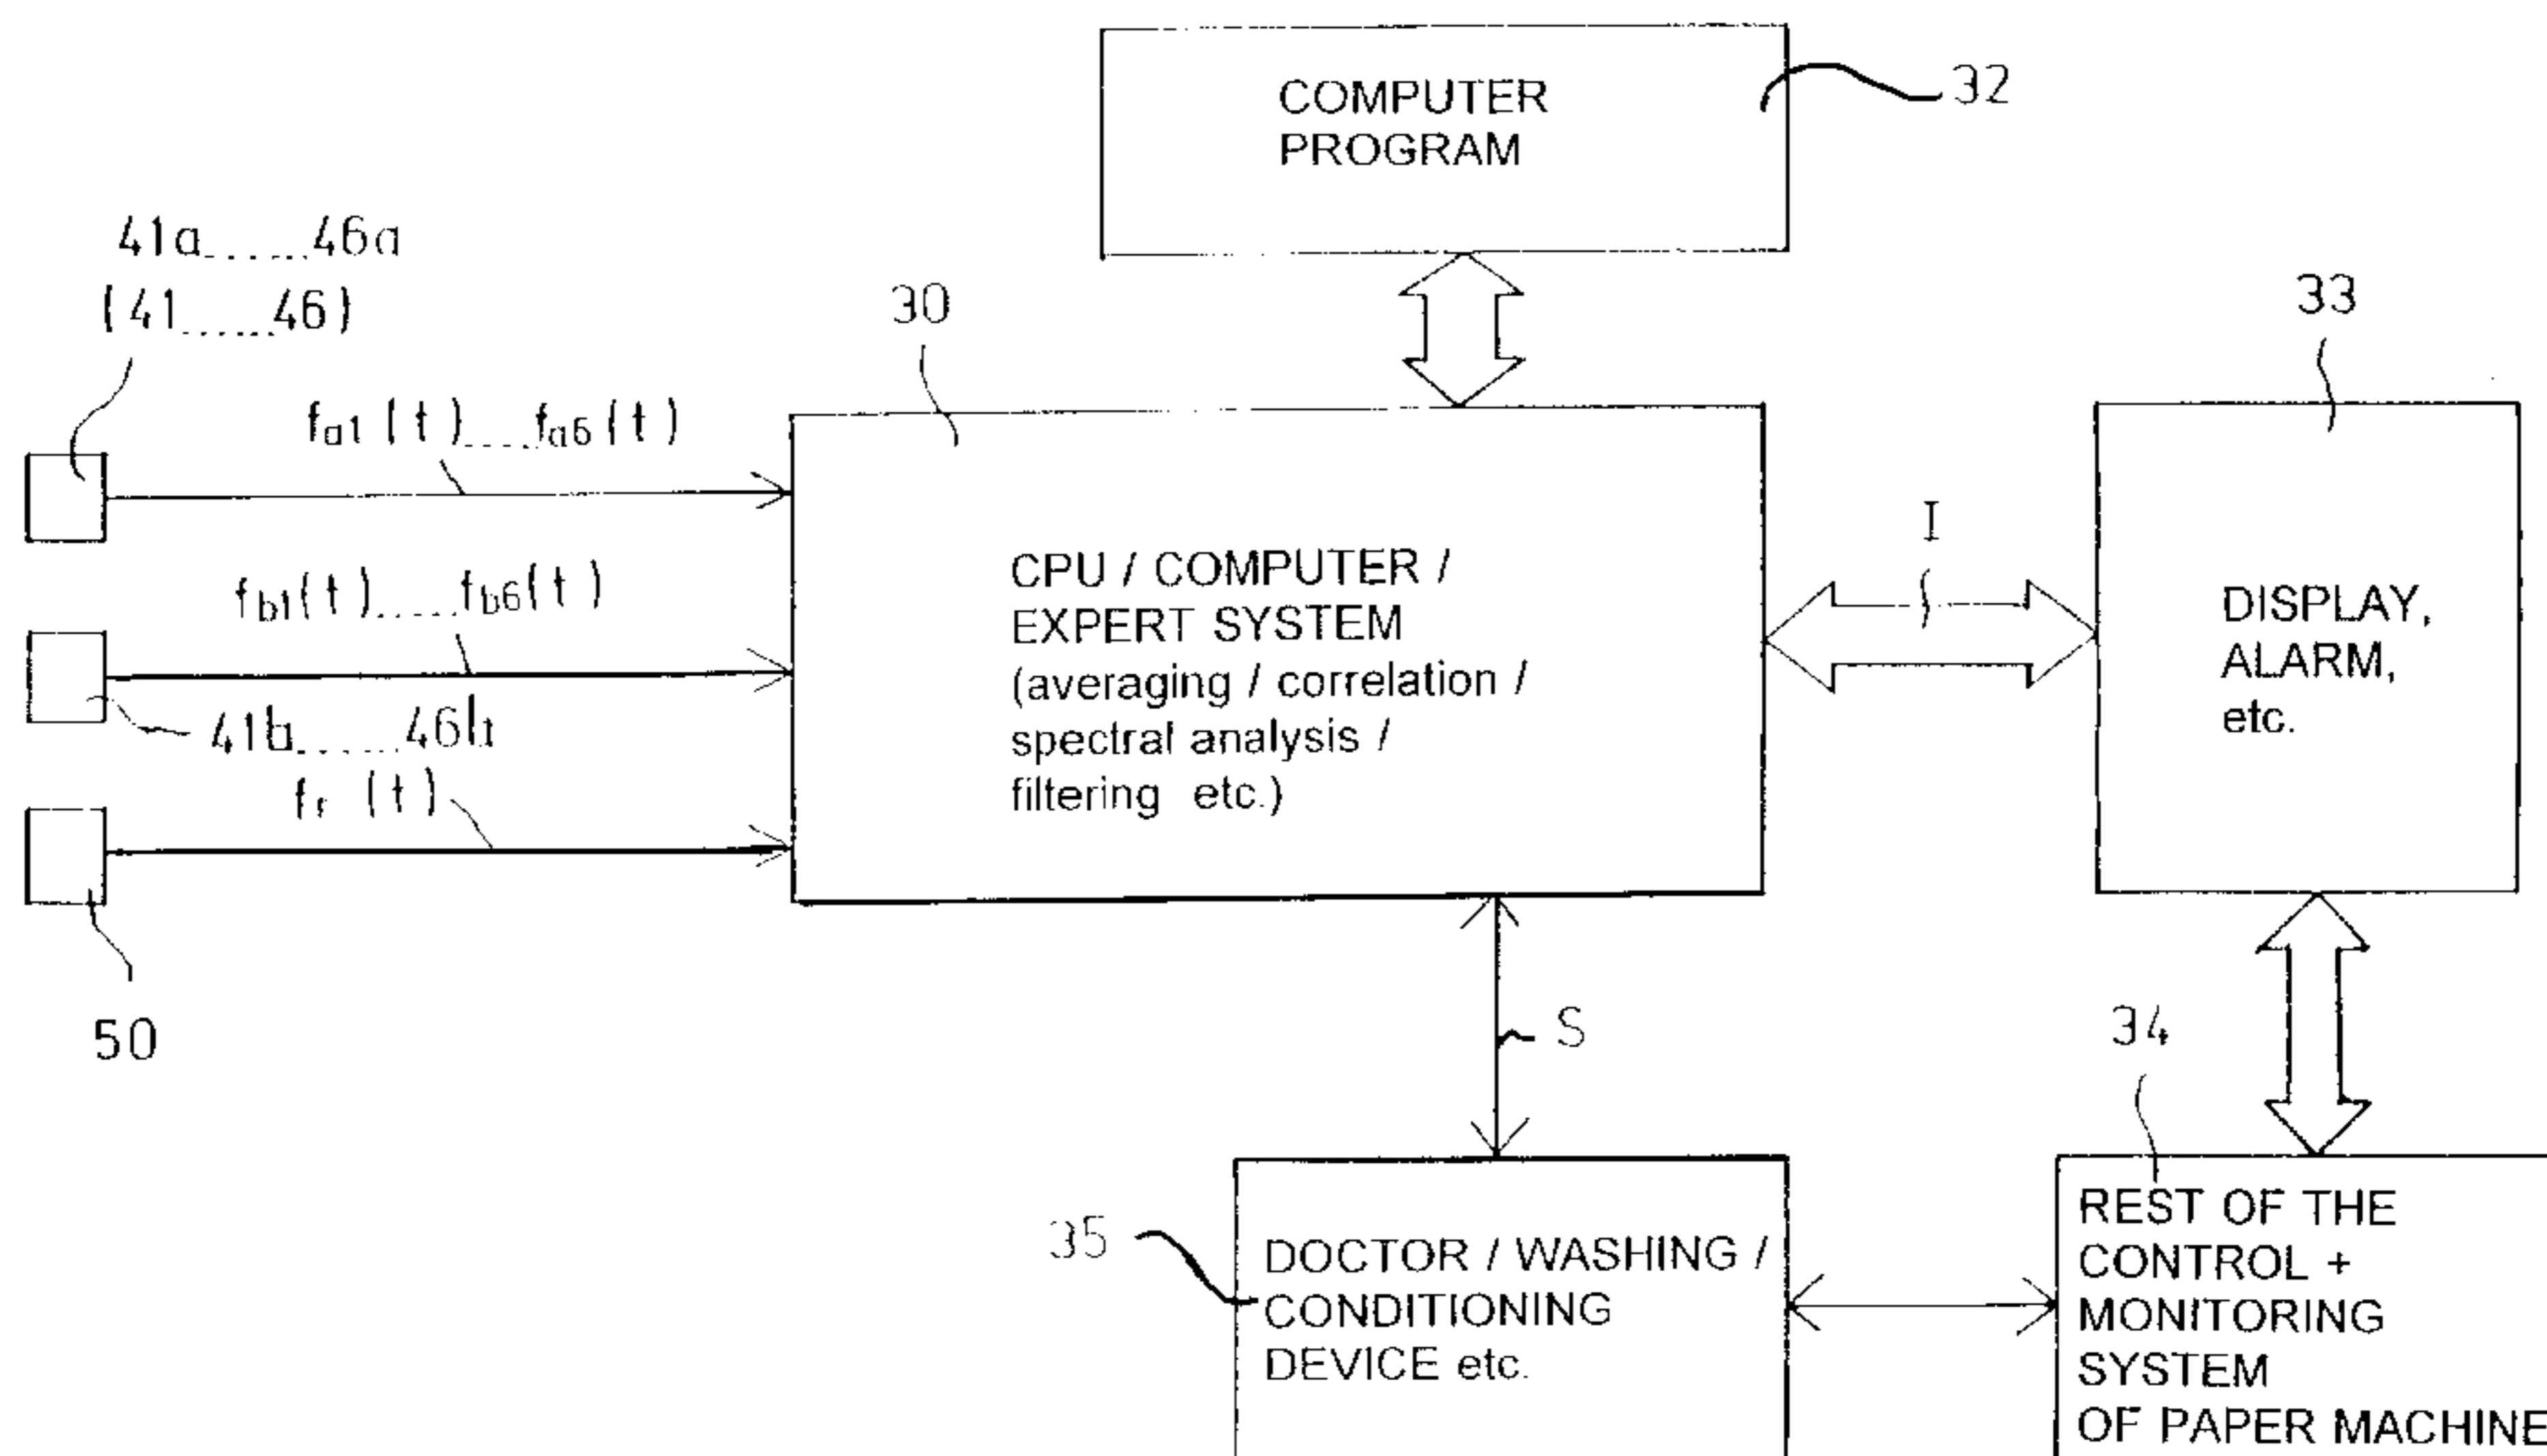 COMPUTER
PROGRAM
32
41a......46a
(41......46)
30
33
fa1(t)......fa6(t)
I
fb1(t)......fb6(t)
CPU / COMPUTER /
EXPERT SYSTEM
(averaging / correlation /
spectral analysis /
filtering etc.)
DISPLAY,
ALARM,
etc.
41b......46b
fr (t)
50
S
34
35
DOCTOR / WASHING /
CONDITIONING
DEVICE etc.
REST OF THE
CONTROL +
MONITORING
SYSTEM
OF PAPER MACHINE